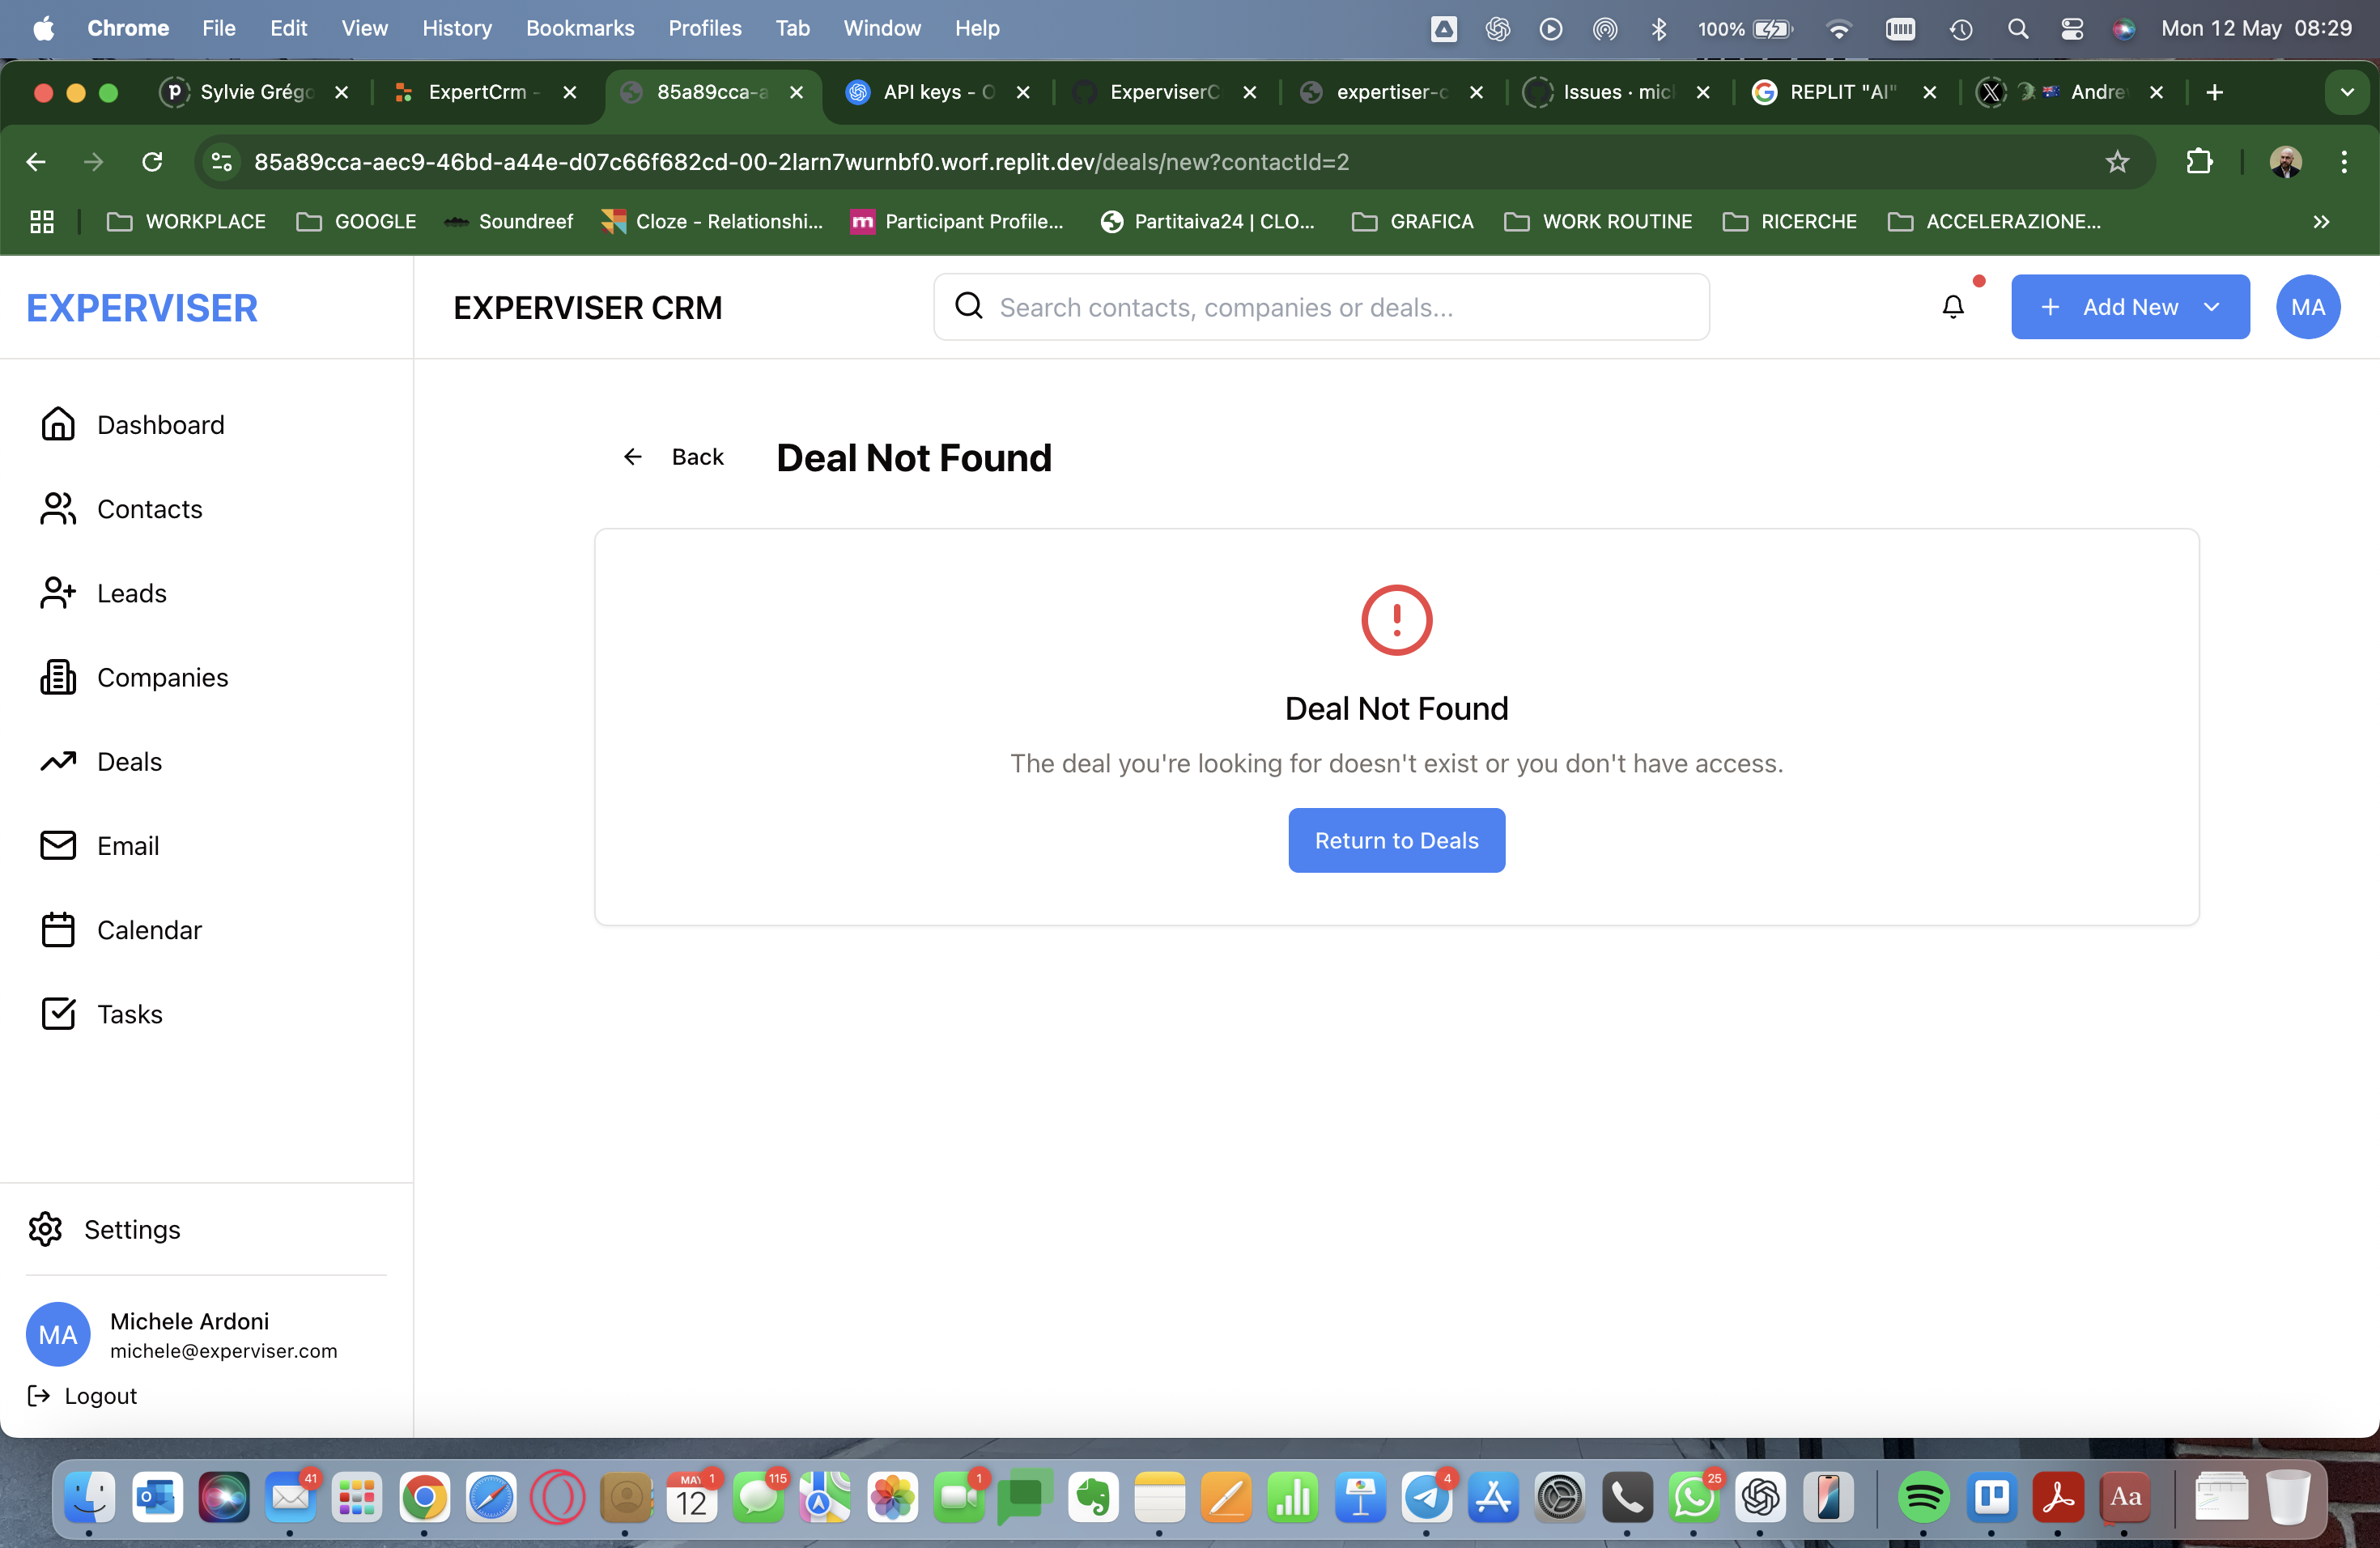 Chrome File Edit View History Bookmarks Profiles Tab Window Help 100% Mon 12 May 08:29
Sylvie Grégo ExpertCrm - 85a89cca-a API keys - O ExperviserC expertiser-c Issues · mic REPLIT "AI" Andre
85a89cca-aec9-46bd-a44e-d07c66f682cd-00-2larn7wurnbf0.worf.replit.dev/deals/new?contactId=2
WORKPLACE GOOGLE Soundreef Cloze - Relationshi... Participant Profile... Partitaiva24 | CLO... GRAFICA WORK ROUTINE RICERCHE ACCELERAZIONE...
EXPERVISER
EXPERVISER CRM
Search contacts, companies or deals...
Add New
MA
Dashboard
Contacts
Leads
Companies
Deals
Email
Calendar
Tasks
Back
Deal Not Found
Deal Not Found
The deal you're looking for doesn't exist or you don't have access.
Return to Deals
Settings
MA
Michele Ardoni
michele@experviser.com
Logout
41 MAY 1 115 1 4 25
12
Aa